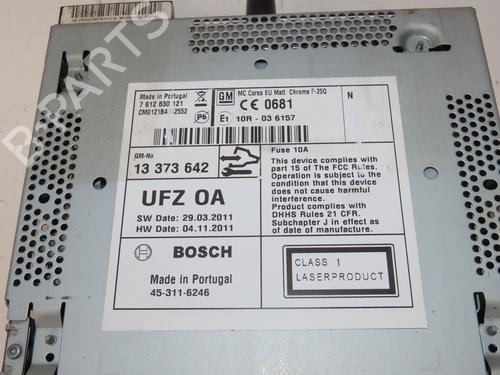 B-PARTS
Made in Portugal
7 612 830 121
GM
MC Corsa EU Matt Chrome F-25Q
N
CE 0681
Pb
E1 10R - 03 6157
GM-No
13 373 642
UFZ 0A
SW Date: 29.03.2011
HW Date: 04.11.2011
BOSCH
Made in Portugal
45-311-6246
Fuse 10A
This device complies with
part 15 of The FCC Rules.
Operation is subject to the
condition that this device
does not cause harmful
interference.
Product complies with
DHHS Rules 21 CFR,
Subchapter J in effect as
of date of manufacture.
CLASS 1
LASERPRODUCT